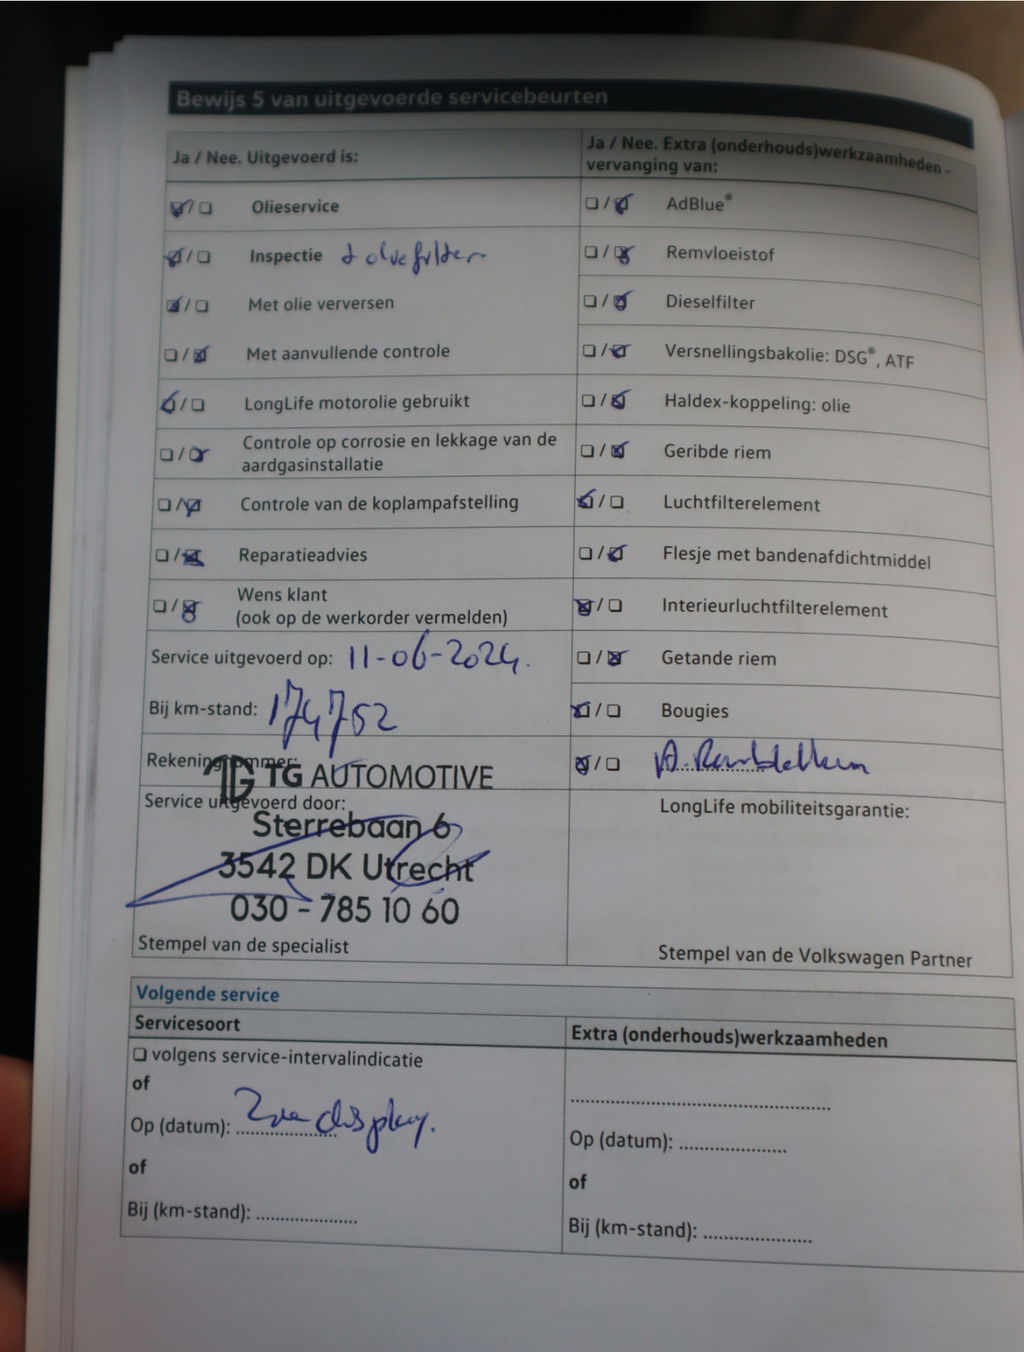 Bewijs 5 van uitgevoerde servicebeurten
Ja / Nee. Uitgevoerd is:
☑/☐ Olieservice
☑/☐ Inspectie + oliefilter
☑/☐ Met olie verversen
☐/☑ Met aanvullende controle
☑/☐ LongLife motorolie gebruikt
☐/☑ Controle op corrosie en lekkage van de
aardgasinstallatie
☐/☑ Controle van de koplampafstelling
☐/☑ Reparatieadvies
☐/☑ Wens klant
(ook op de werkorder vermelden)
Service uitgevoerd op: 11-06-2024.
Bij km-stand: 174752
Rekeningnummer:
TG TG AUTOMOTIVE
Service uitgevoerd door:
Sterrebaan 6
3542 DK Utrecht
030 - 785 10 60
Stempel van de specialist
Ja / Nee. Extra (onderhouds)werkzaamheden -
vervanging van:
☐/☑ AdBlue®
☐/☑ Remvloeistof
☐/☑ Dieselfilter
☐/☑ Versnellingsbakolie: DSG®, ATF
☐/☑ Haldex-koppeling: olie
☐/☑ Geribde riem
☑/☐ Luchtfilterelement
☐/☑ Flesje met bandenafdichtmiddel
☑/☐ Interieurluchtfilterelement
☐/☑ Getande riem
☑/☐ Bougies
☑/☐ A. Remblokken
LongLife mobiliteitsgarantie:
Stempel van de Volkswagen Partner
Volgende service
Servicesoort
☐ volgens service-intervalindicatie
of
Op (datum): Zie display.
of
Bij (km-stand): ....................
Extra (onderhouds)werkzaamheden
..................................................
Op (datum): .....................
of
Bij (km-stand): .....................